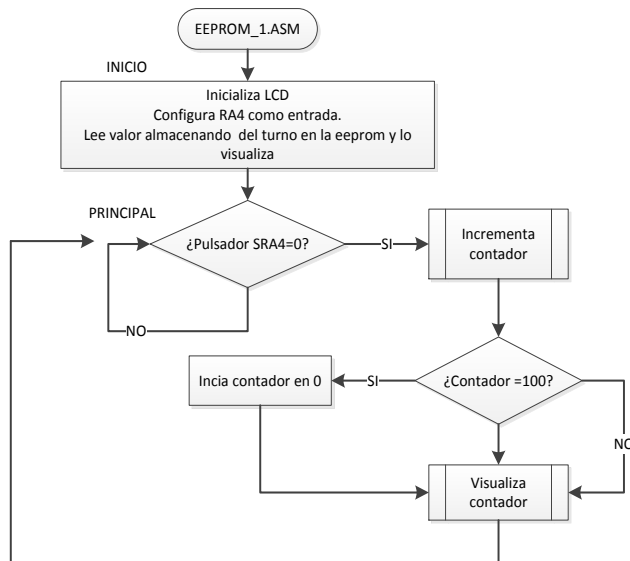 EEPROM_1.ASM
INICIO
Inicializa LCD
Configura RA4 como entrada.
Lee valor almacenando del turno en la eeprom y lo
visualiza
PRINCIPAL
¿Pulsador SRA4=0?
SI
Incrementa
contador
NO
Incia contador en 0
SI
¿Contador =100?
NO
Visualiza
contador